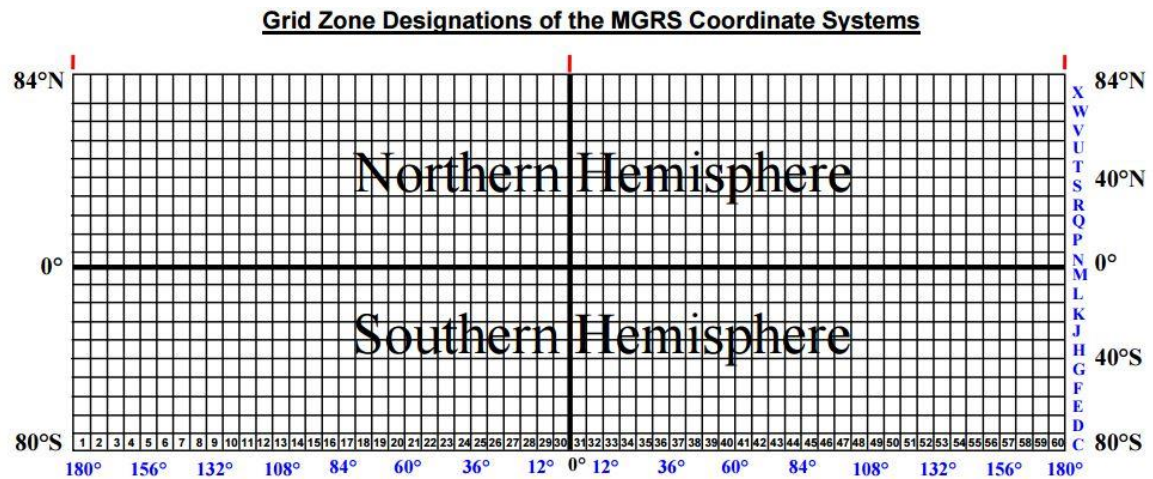 Grid Zone Designations of the MGRS Coordinate Systems
84°N 84°N
X
W
V
U
T
Northern Hemisphere
S 40°N
R
Q
P
N
0° 0°
M
L
K
J
Southern Hemisphere
H 40°S
G
F
E
D
80°S 1 2 3 4 5 6 7 8 9 10 11 12 13 14 15 16 17 18 19 20 21 22 23 24 25 26 27 28 29 30 31 32 33 34 35 36 37 38 39 40 41 42 43 44 45 46 47 48 49 50 51 52 53 54 55 56 57 58 59 60 C 80°S
180° 156° 132° 108° 84° 60° 36° 12° 0° 12° 36° 60° 84° 108° 132° 156° 180°